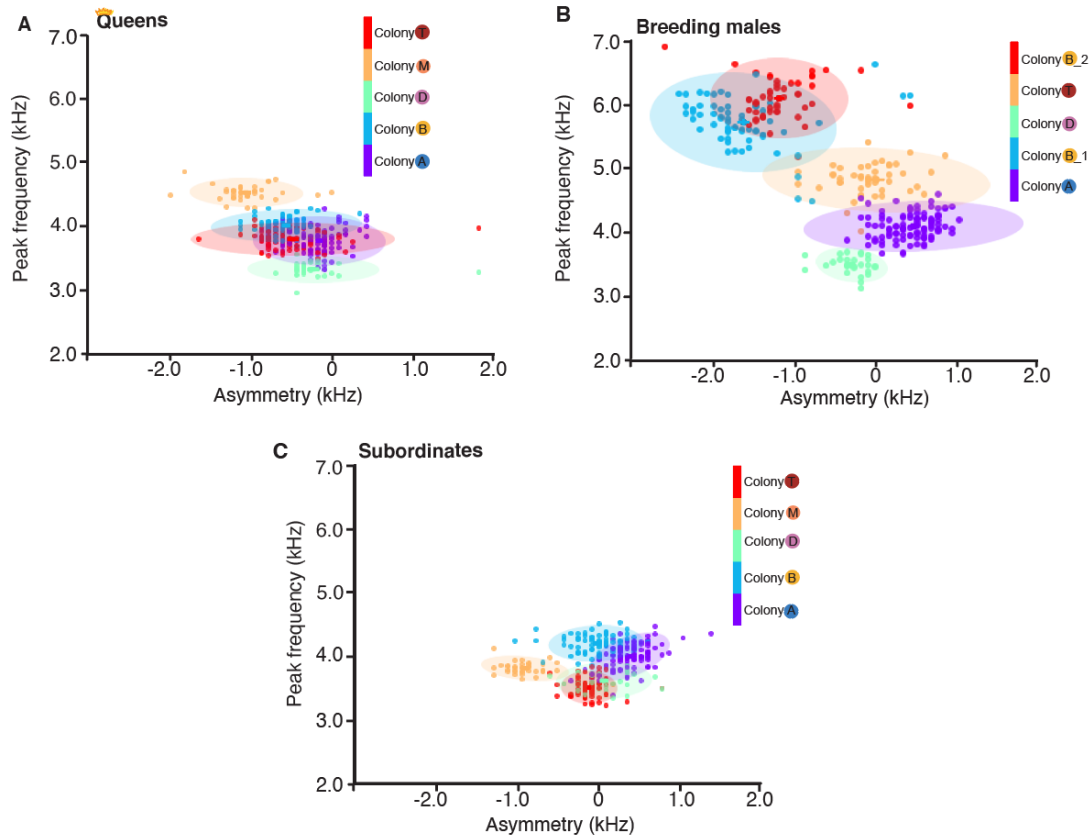 A
Queens
7.0
6.0
5.0
4.0
3.0
2.0
Peak frequency (kHz)
-2.0 -1.0 0 1.0 2.0
Asymmetry (kHz)
Colony T
Colony M
Colony D
Colony B
Colony A
B
Breeding males
7.0
6.0
5.0
4.0
3.0
2.0
Peak frequency (kHz)
-2.0 -1.0 0 1.0 2.0
Asymmetry (kHz)
Colony B_2
Colony T
Colony D
Colony B_1
Colony A
C
Subordinates
7.0
6.0
5.0
4.0
3.0
2.0
Peak frequency (kHz)
-2.0 -1.0 0 1.0 2.0
Asymmetry (kHz)
Colony T
Colony M
Colony D
Colony B
Colony A